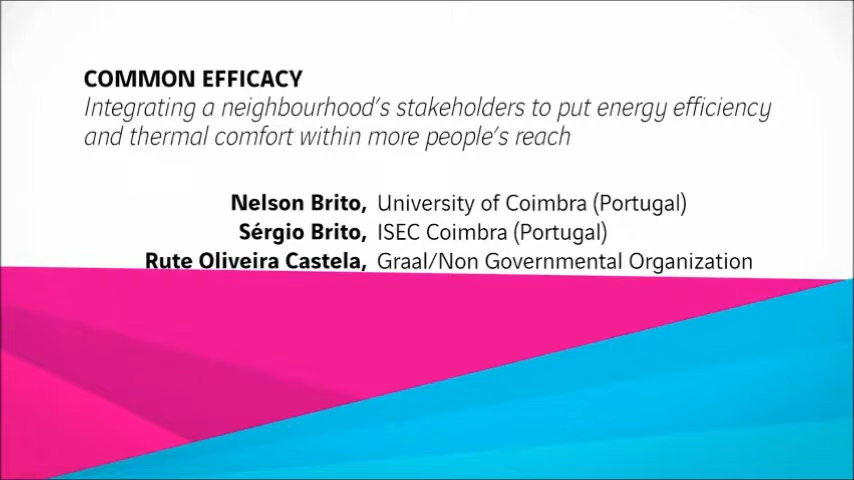 COMMON EFFICACY
Integrating a neighbourhood's stakeholders to put energy efficiency
and thermal comfort within more people's reach
Nelson Brito, University of Coimbra (Portugal)
Sérgio Brito, ISEC Coimbra (Portugal)
Rute Oliveira Castela, Graal/Non Governmental Organization